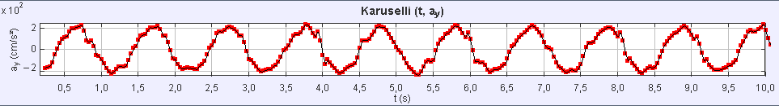 Karuselli (t, ay)
x 10²
ay (cm/s²)
2
0
−2
0,5 1,0 1,5 2,0 2,5 3,0 3,5 4,0 4,5 5,0 5,5 6,0 6,5 7,0 7,5 8,0 8,5 9,0 9,5 10,0
t (s)